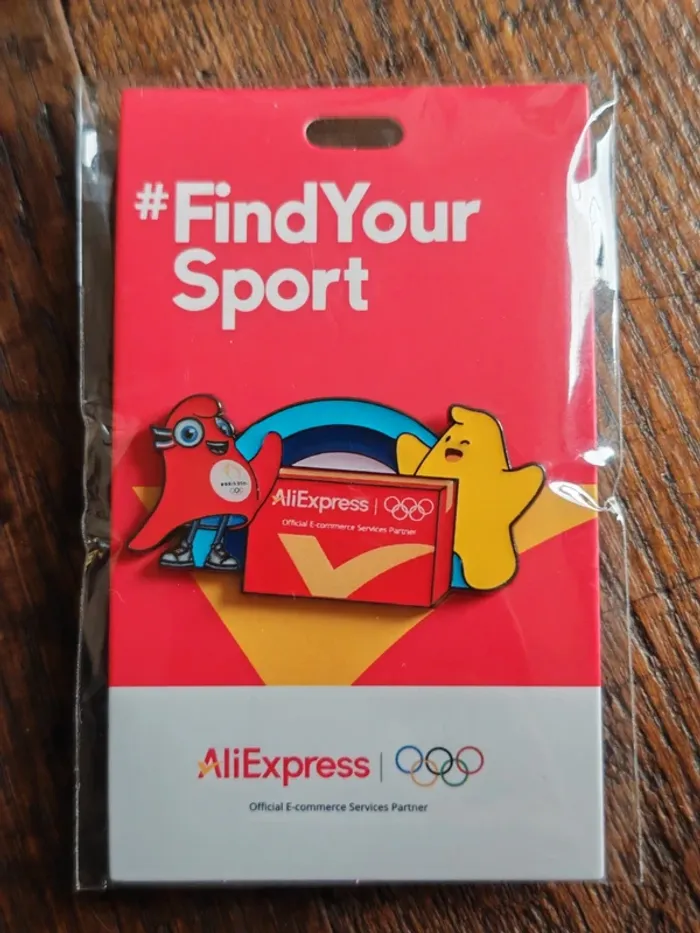 #FindYour
Sport
AliExpress
Official E-commerce Services Partner
AliExpress
Official E-commerce Services Partner